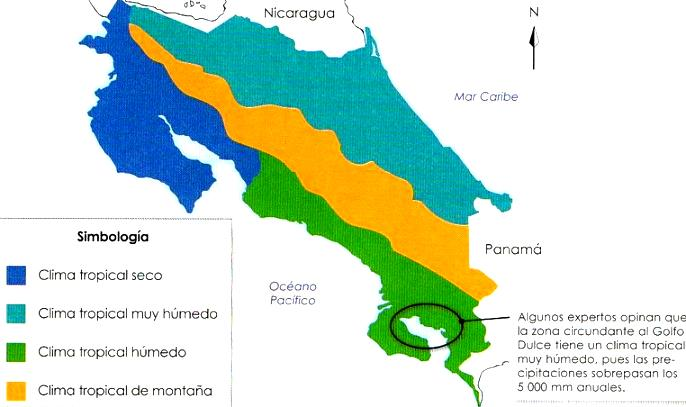 Nicaragua
N
Mar Caribe
Panamá
Océano
Pacífico
Simbología
Clima tropical seco
Clima tropical muy húmedo
Clima tropical húmedo
Clima tropical de montaña
Algunos expertos opinan que
la zona circundante al Golfo
Dulce tiene un clima tropical
muy húmedo, pues las pre-
cipitaciones sobrepasan los
5 000 mm anuales.